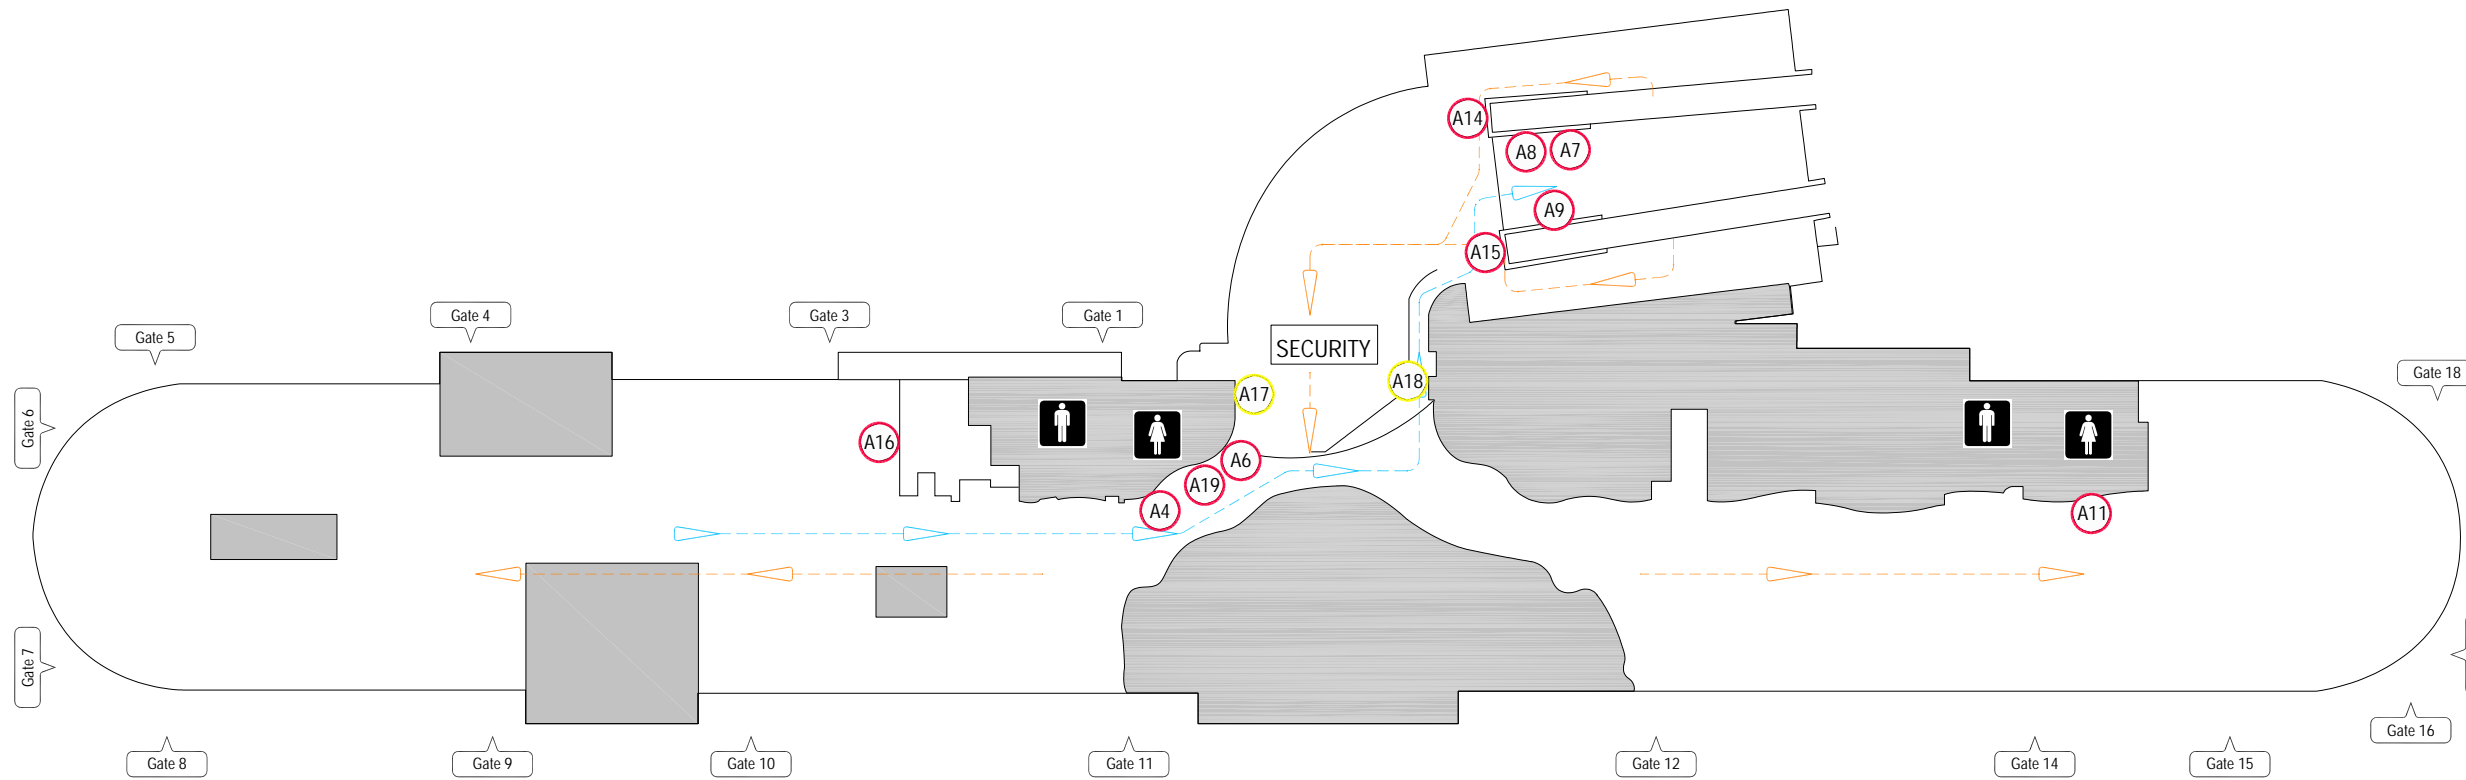 A14
A8
A7
A9
A15
Gate 5
Gate 4
Gate 3
Gate 1
SECURITY
Gate 18
A17
A18
Gate 6
A16
A6
A19
A4
A11
Gate 7
Gate 16
Gate 8
Gate 9
Gate 10
Gate 11
Gate 12
Gate 14
Gate 15